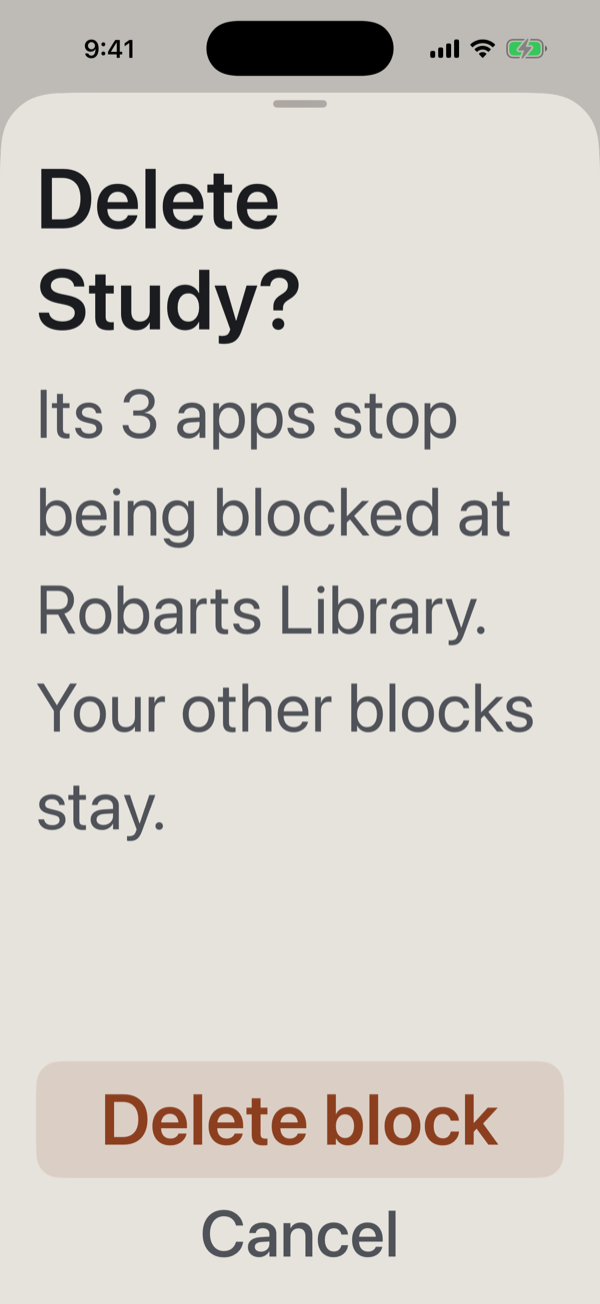 9:41
Delete
Study?
Its 3 apps stop
being blocked at
Robarts Library.
Your other blocks
stay.
Delete block
Cancel